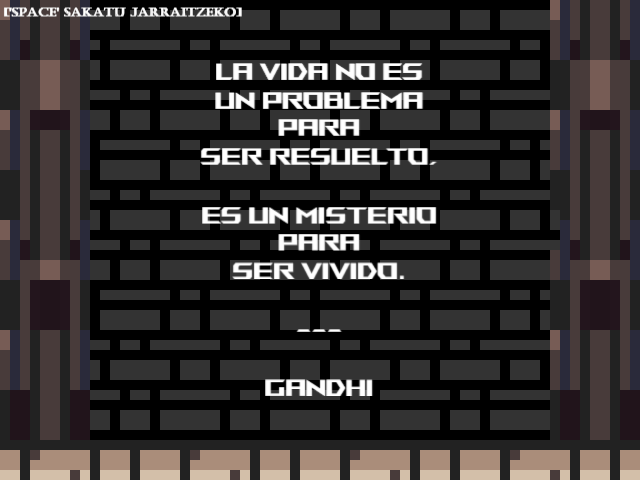 ['SPACE' SAKATU JARRAITZEKO]
LA VIDA NO ES
UN PROBLEMA
PARA
SER RESUELTO,
ES UN MISTERIO
PARA
SER VIVIDO.
---
GANDHI